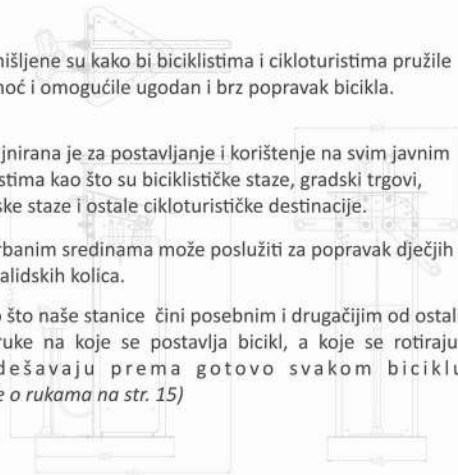 mišljene su kako bi biciklistima i cikloturistima pružile
moć i omogućile ugodan i brz popravak bicikla.
jnirana je za postavljanje i korištenje na svim javnim
stima kao što su biciklističke staze, gradski trgovi,
ske staze i ostale cikloturističke destinacije.
rbanim sredinama može poslužiti za popravak dječjih
alidskih kolica.
o što naše stanice čini posebnim i drugačijim od ostal
ruke na koje se postavlja bicikl, a koje se rotiraju
dešavaju prema gotovo svakom biciklu
e o rukama na str. 15)